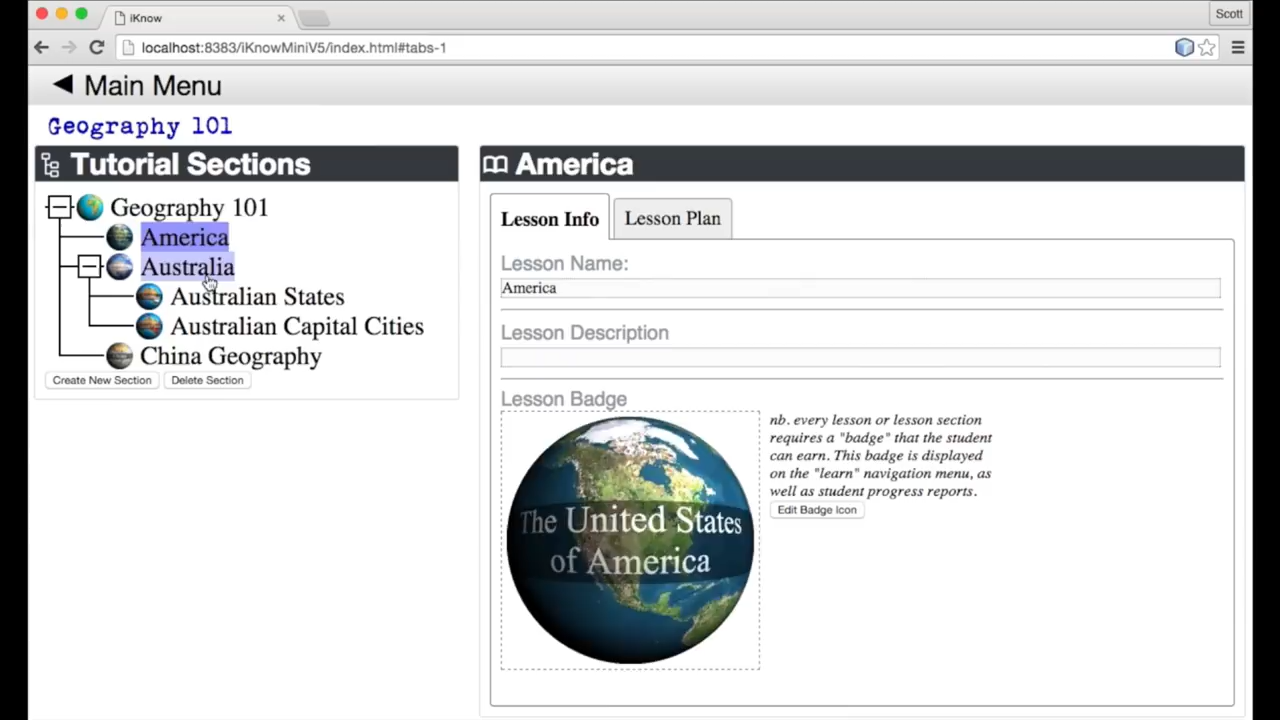 iKnow
Scott
localhost:8383/iKnowMiniV5/index.html#tabs-1
Main Menu
Geography 101
Tutorial Sections
Geography 101
America
Australia
Australian States
Australian Capital Cities
China Geography
Create New Section
Delete Section
America
Lesson Info
Lesson Plan
Lesson Name:
America
Lesson Description
Lesson Badge
The United States
of America
nb. every lesson or lesson section
requires a "badge" that the student
can earn. This badge is displayed
on the "learn" navigation menu, as
well as student progress reports.
Edit Badge Icon